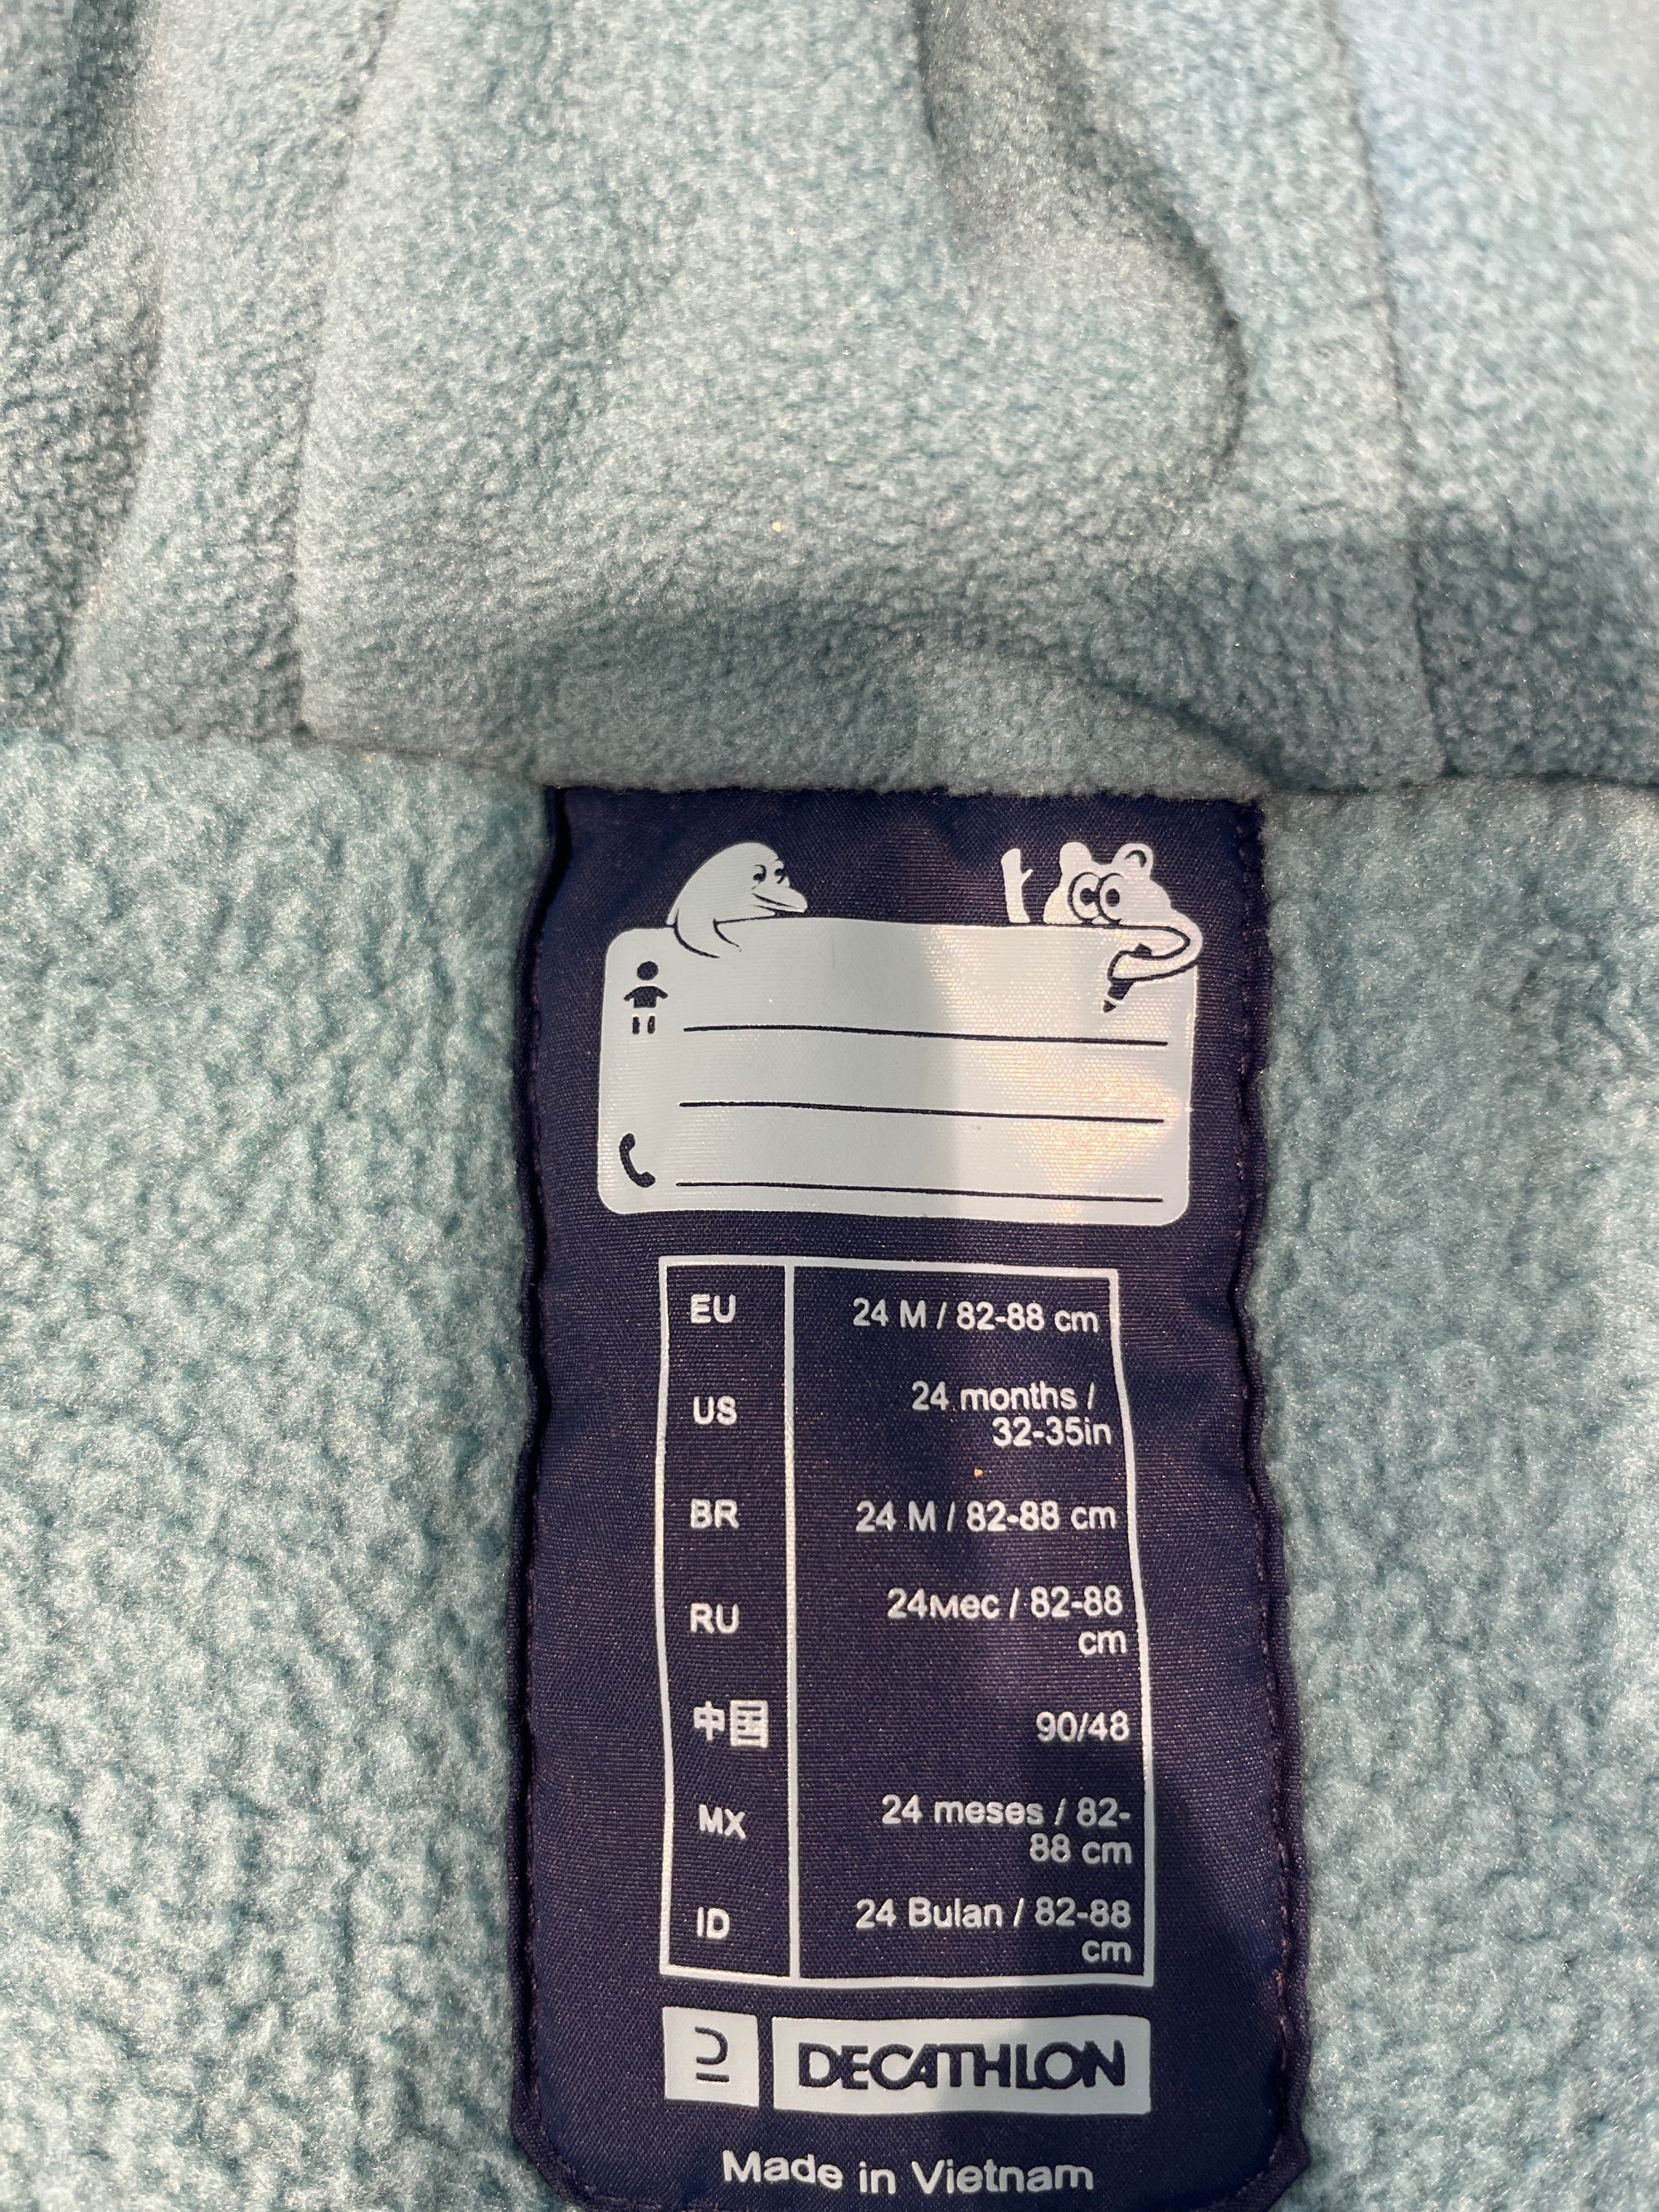 EU 24 M / 82-88 cm
US 24 months /
32-35in
BR 24 M / 82-88 cm
RU 24мес / 82-88
cm
中国 90/48
MX 24 meses / 82-
88 cm
ID 24 Bulan / 82-88
cm
DECATHLON
Made in Vietnam